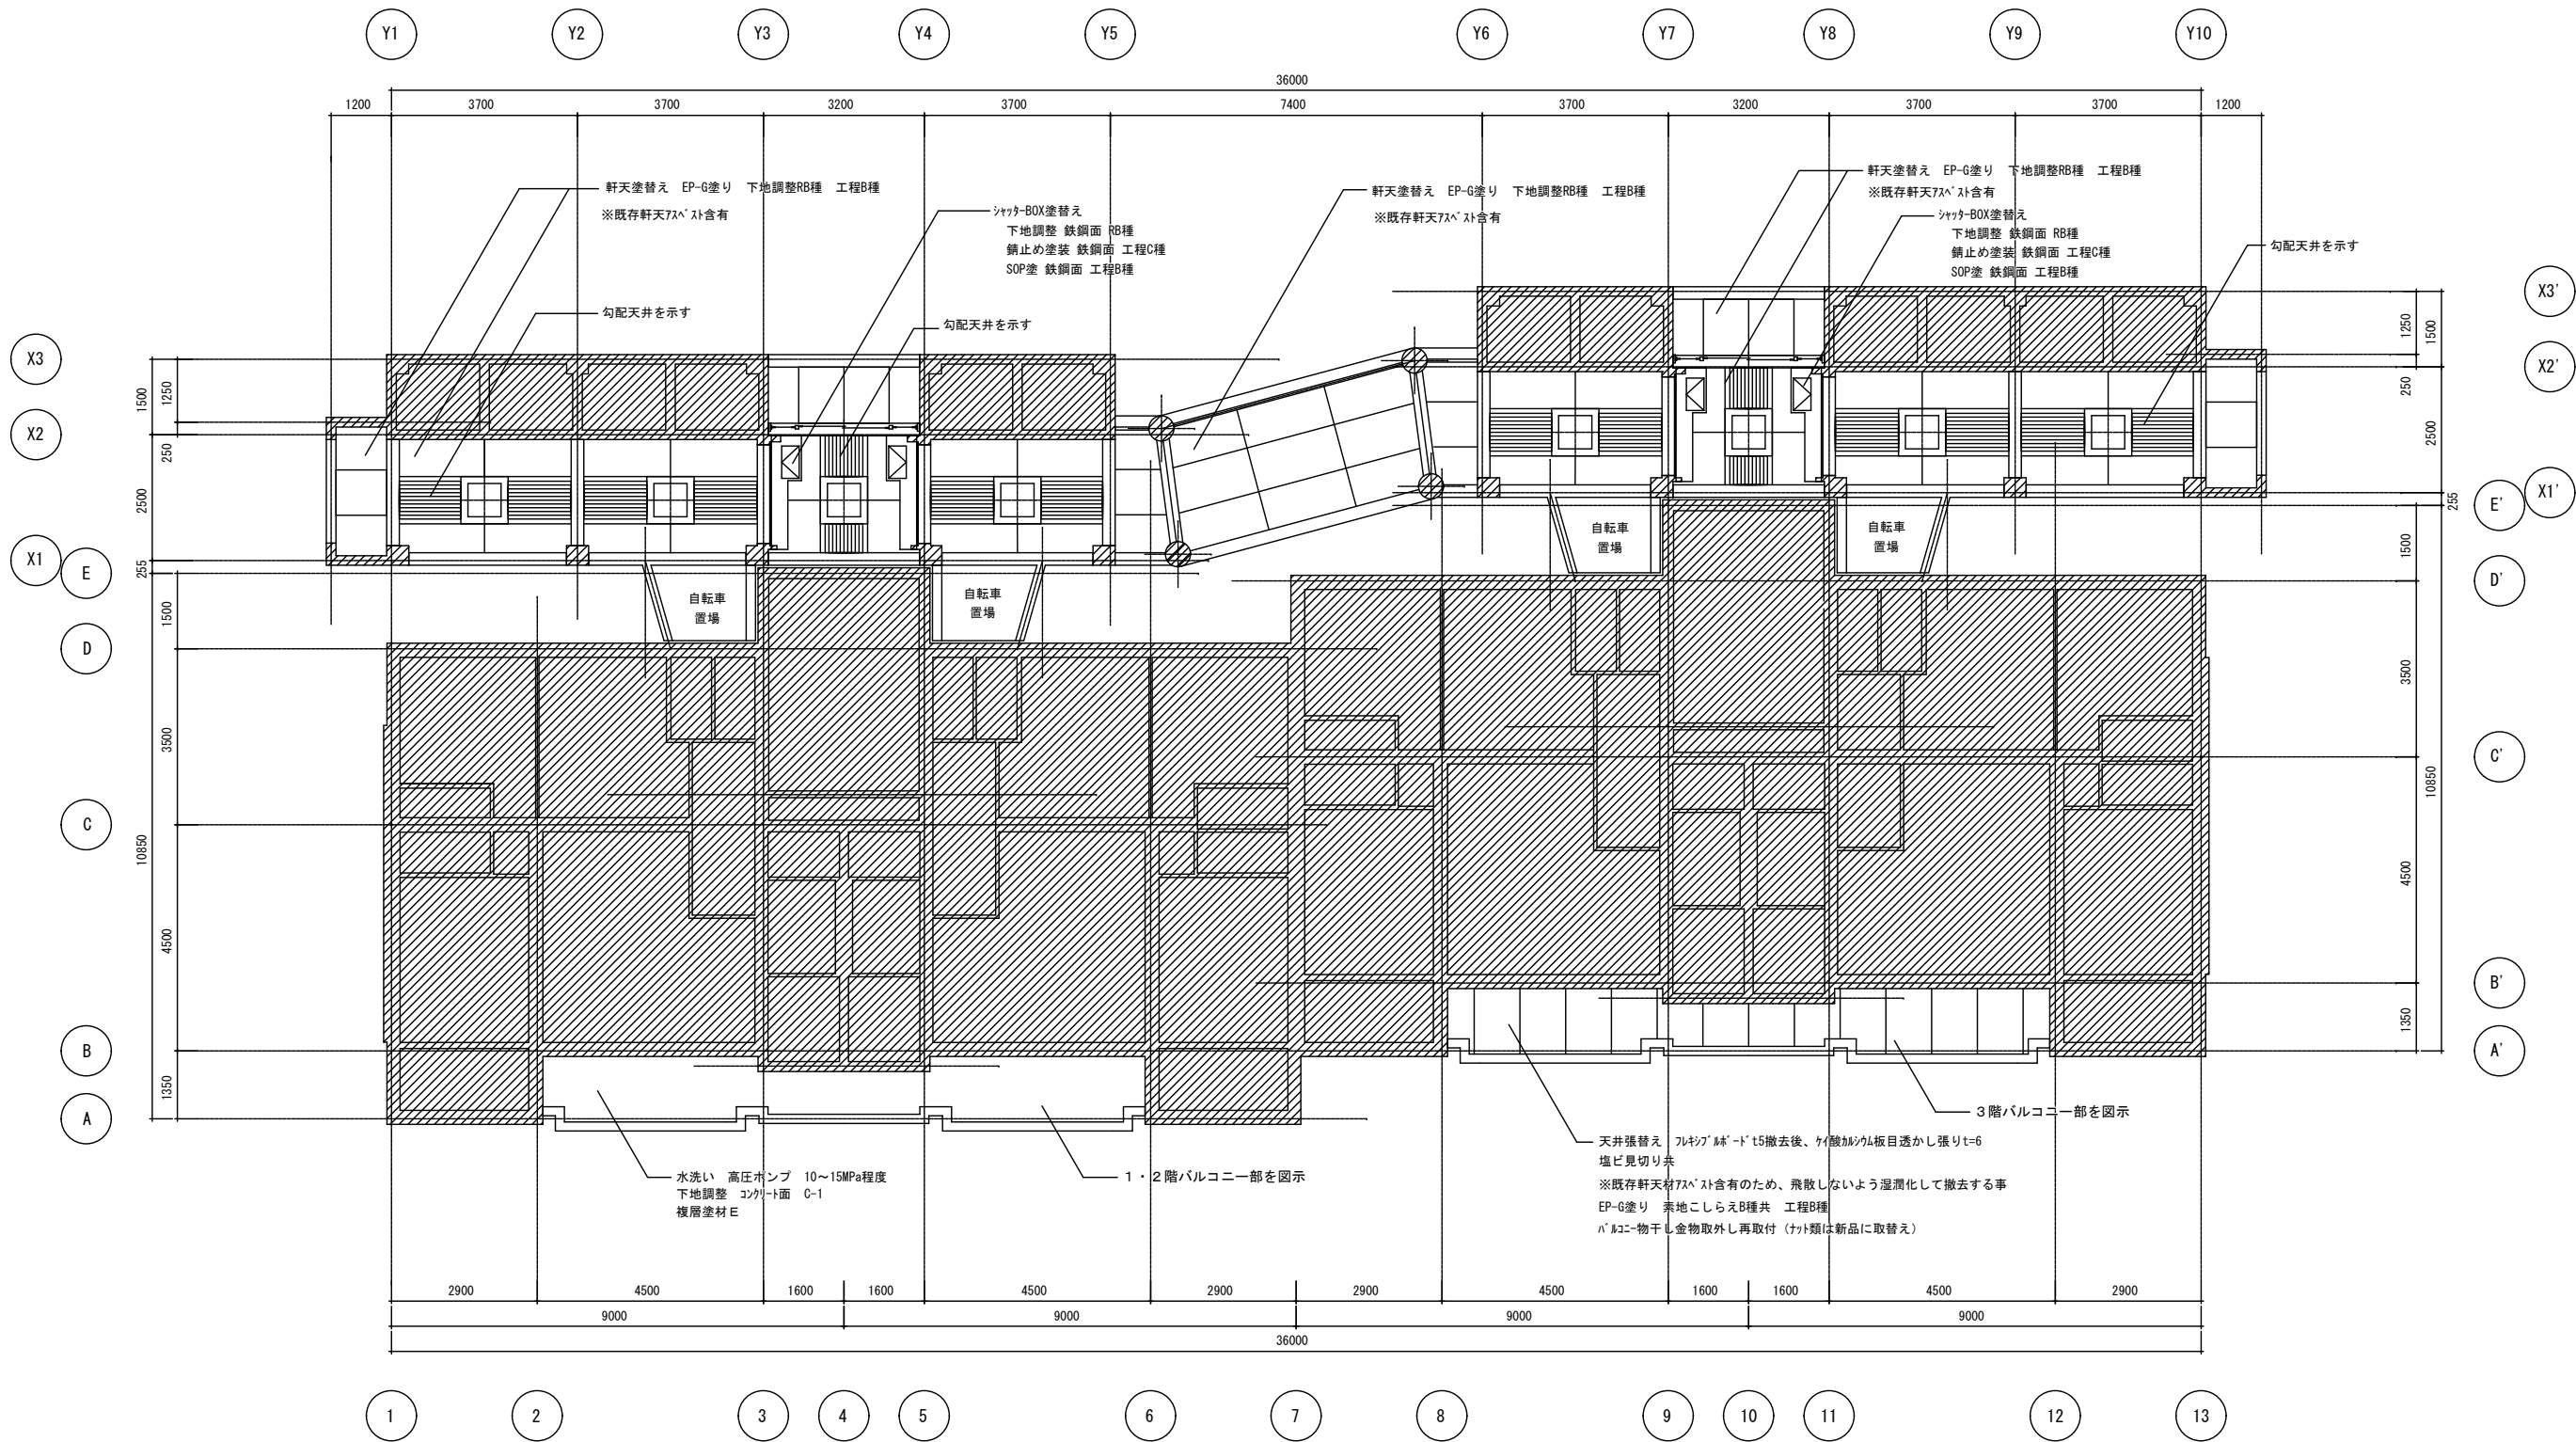 Y1 Y2 Y3 Y4 Y5 Y6 Y7 Y8 Y9 Y10
36000
1200 3700 3700 3200 3700 7400 3700 3200 3700 3700 1200
軒天塗替え　EP-G塗り　下地調整RB種　工程B種
※既存軒天ｱｽﾍﾞｽﾄ含有
ｼｬｯﾀｰBOX塗替え
下地調整 鉄鋼面 RB種
錆止め塗装 鉄鋼面 工程C種
SOP塗 鉄鋼面 工程B種
軒天塗替え　EP-G塗り　下地調整RB種　工程B種
※既存軒天ｱｽﾍﾞｽﾄ含有
軒天塗替え　EP-G塗り　下地調整RB種　工程B種
※既存軒天ｱｽﾍﾞｽﾄ含有
ｼｬｯﾀｰBOX塗替え
下地調整 鉄鋼面 RB種
錆止め塗装 鉄鋼面 工程C種
SOP塗 鉄鋼面 工程B種
勾配天井を示す
勾配天井を示す
勾配天井を示す
X3
X2
X1
E
D
C
B
A
1500
2500
255
10850
1250
250
1500
3500
4500
1350
X3'
X2'
X1'
E'
D'
C'
B'
A'
1250
250
1500
3500
4500
1350
1500
2500
255
10850
自転車
置場
自転車
置場
自転車
置場
自転車
置場
水洗い　高圧ポンプ　10～15MPa程度
下地調整　ｺﾝｸﾘｰﾄ面　C-1
複層塗材Ｅ
１・２階バルコニー部を図示
３階バルコニー部を図示
天井張替え　ﾌﾚｷｼﾌﾞﾙﾎﾞｰﾄﾞt5撤去後、ｹｲ酸ｶﾙｼｳﾑ板目透かし張りt=6
塩ビ見切り共
※既存軒天材ｱｽﾍﾞｽﾄ含有のため、飛散しないよう湿潤化して撤去する事
EP-G塗り　素地こしらえB種共　工程B種
ﾊﾞﾙｺﾆｰ物干し金物取外し再取付（ﾅｯﾄ類は新品に取替え）
2900 4500 1600 1600 4500 2900 2900 4500 1600 1600 4500 2900
9000 9000 9000 9000
36000
1 2 3 4 5 6 7 8 9 10 11 12 13